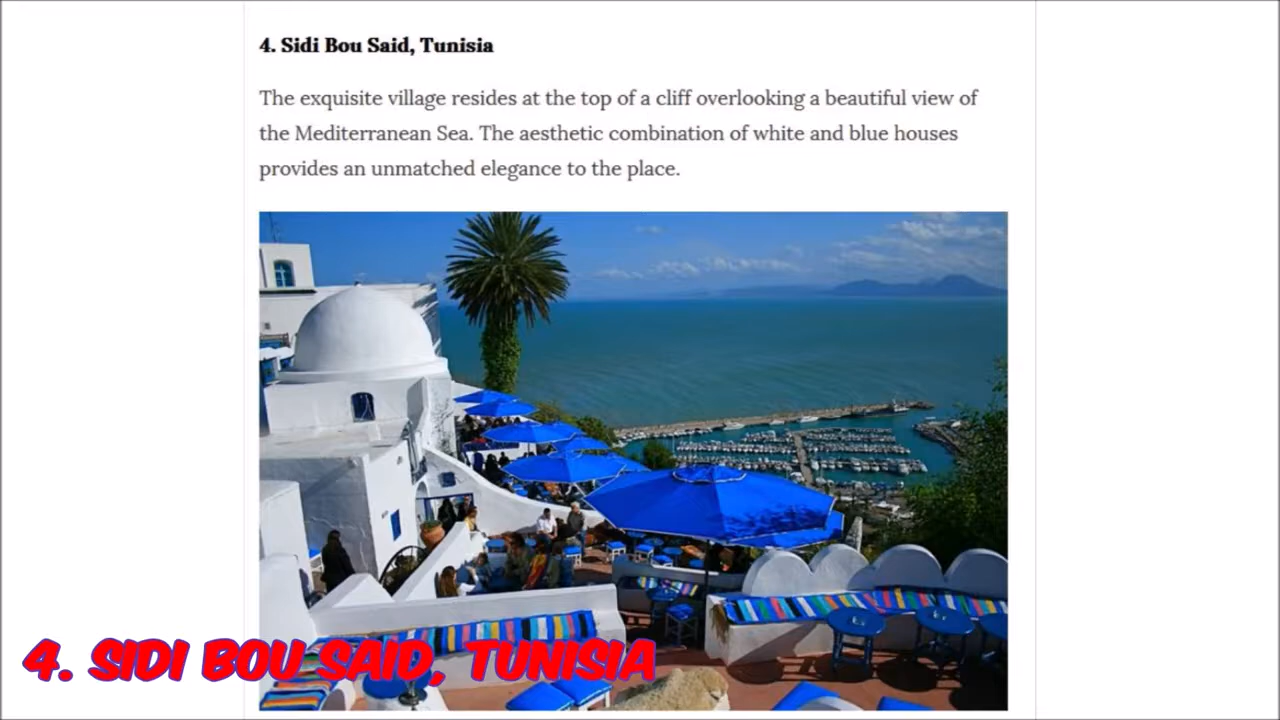 4. Sidi Bou Said, Tunisia
The exquisite village resides at the top of a cliff overlooking a beautiful view of
the Mediterranean Sea. The aesthetic combination of white and blue houses
provides an unmatched elegance to the place.
4. SIDI BOU SAID, TUNISIA